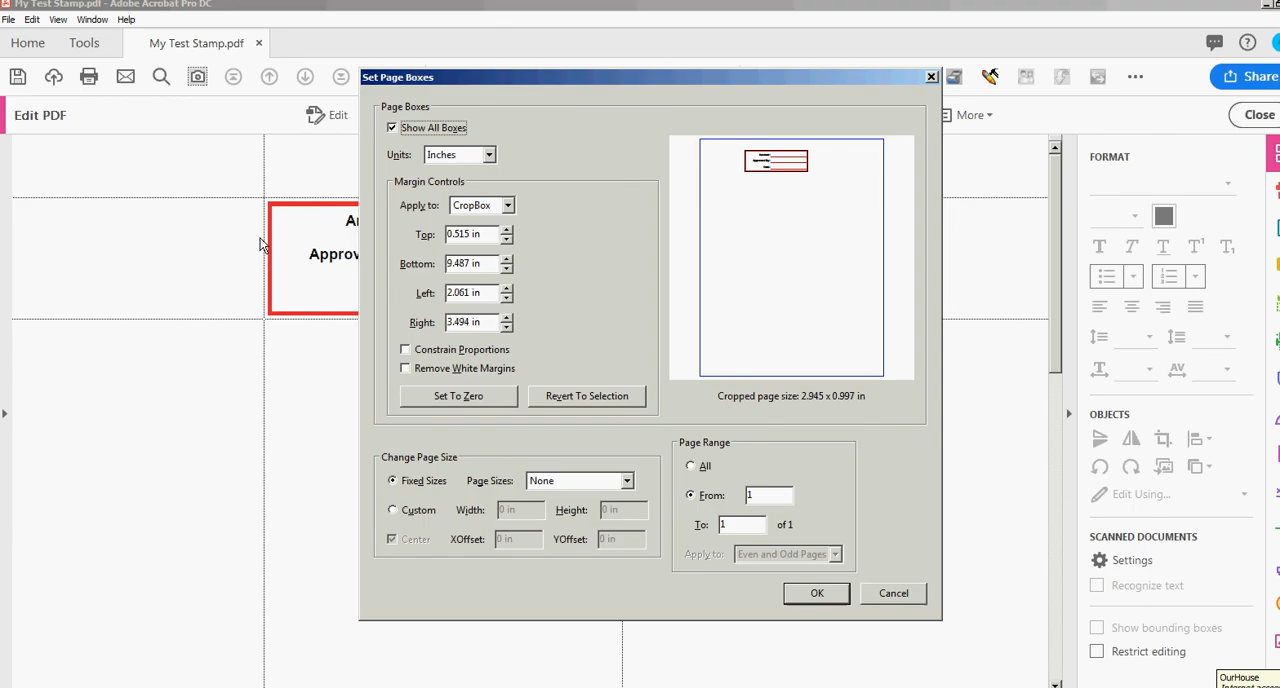 My Test Stamp.pdf - Adobe Acrobat Pro DC
File Edit View Window Help
Home Tools My Test Stamp.pdf ×
Share
Edit PDF Edit More Close
Set Page Boxes
Page Boxes
Show All Boxes
Units: Inches
Margin Controls
Apply to: CropBox
Top: 0.515 in
Bottom: 9.487 in
Left: 2.061 in
Right: 3.494 in
Constrain Proportions
Remove White Margins
Set To Zero Revert To Selection
Cropped page size: 2.945 x 0.997 in
Change Page Size
Fixed Sizes Page Sizes: None
Custom Width: 0 in Height: 0 in
Center XOffset: 0 in YOffset: 0 in
Page Range
All
From: 1
To: 1 of 1
Apply to: Even and Odd Pages
OK Cancel
Approv
FORMAT
OBJECTS
Edit Using...
SCANNED DOCUMENTS
Settings
Recognize text
Show bounding boxes
Restrict editing
OurHouse